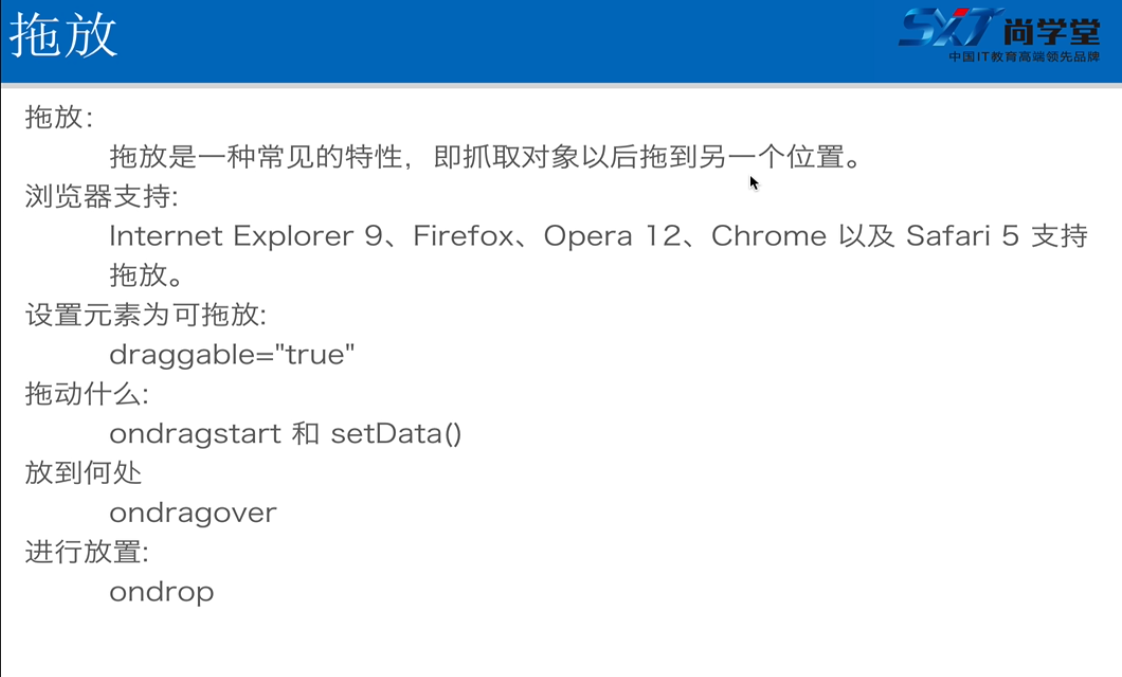 拖放
SXT 尚学堂
中国IT教育高端领先品牌
拖放:
拖放是一种常见的特性，即抓取对象以后拖到另一个位置。
浏览器支持:
Internet Explorer 9、Firefox、Opera 12、Chrome 以及 Safari 5 支持
拖放。
设置元素为可拖放:
draggable="true"
拖动什么:
ondragstart 和 setData()
放到何处
ondragover
进行放置:
ondrop